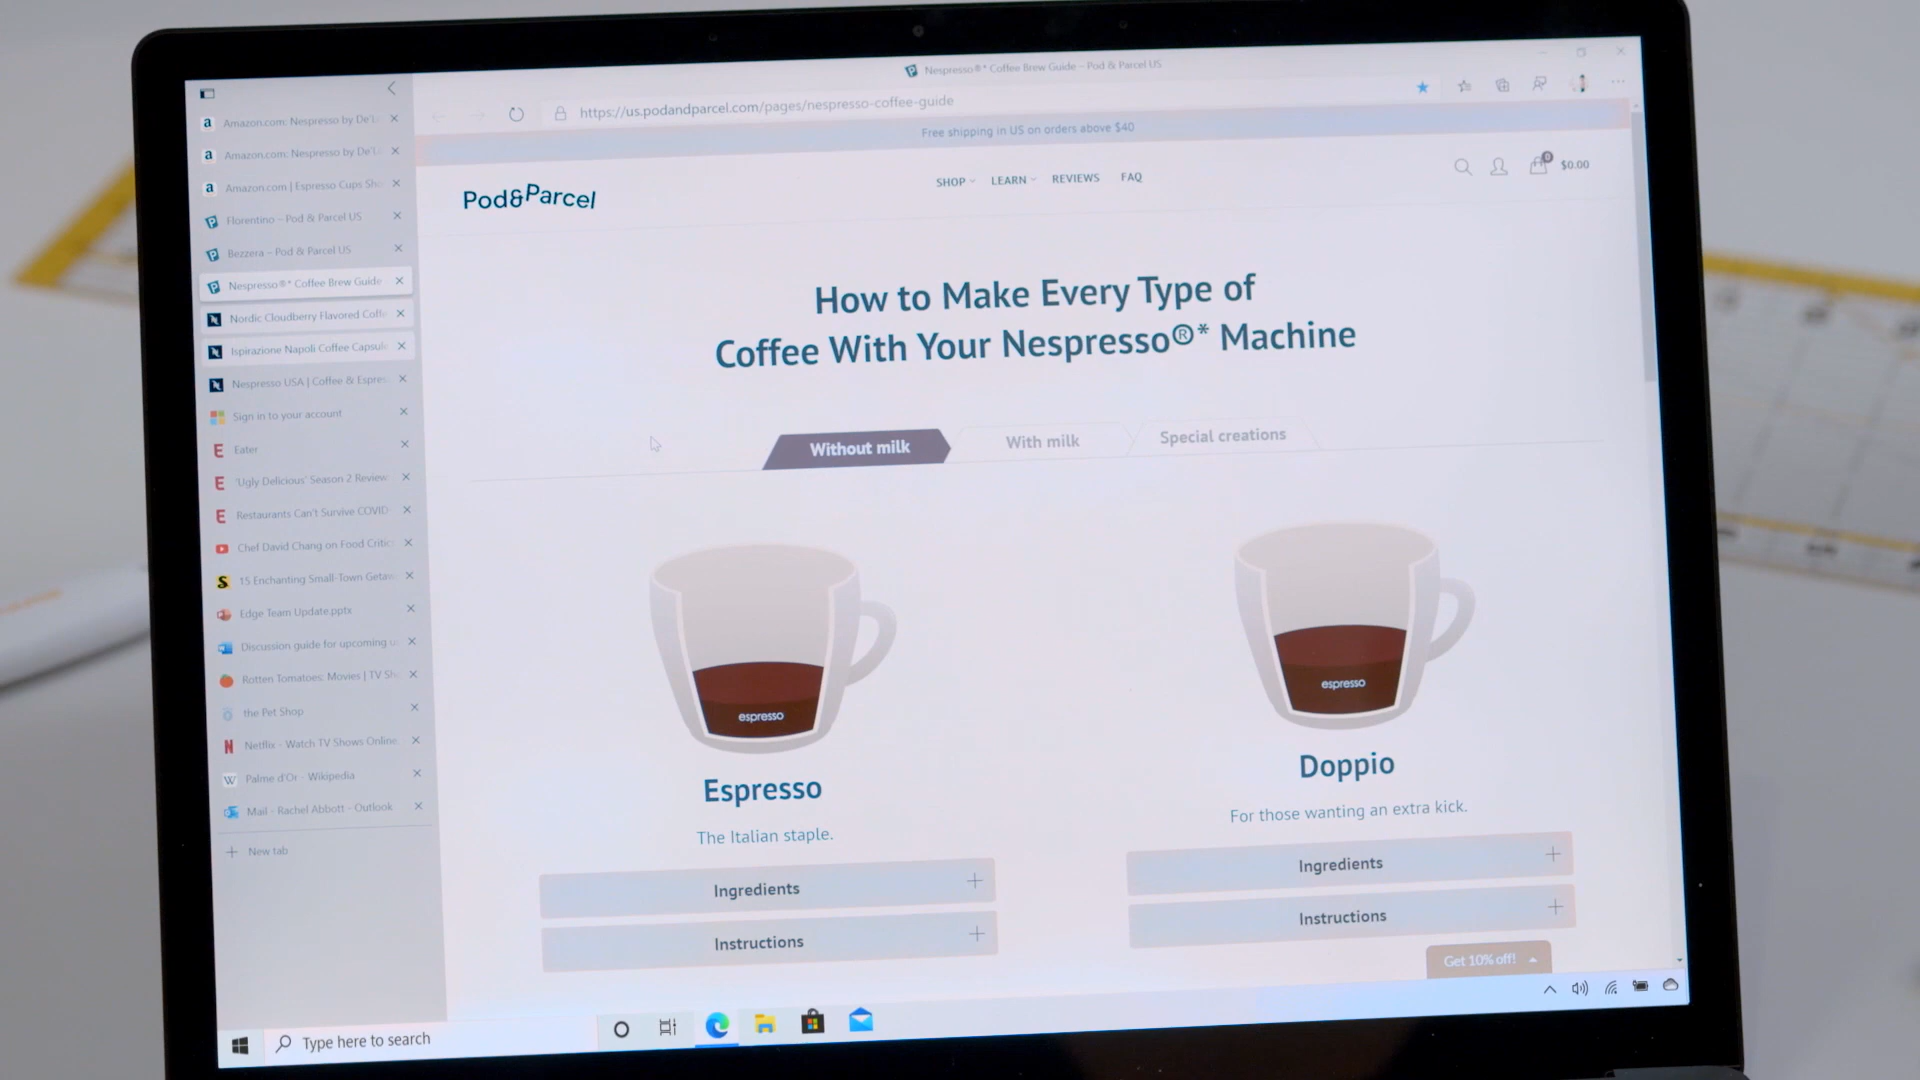 Nespresso®* Coffee Brew Guide – Pod & Parcel US
https://us.podandparcel.com/pages/nespresso-coffee-guide
Amazon.com: Nespresso by De'L
Amazon.com: Nespresso by De'L
Amazon.com | Espresso Cups Sh
Florentino – Pod & Parcel US
Bezzera – Pod & Parcel US
Nespresso®* Coffee Brew Guide
Nordic Cloudberry Flavored Coff
Ispirazione Napoli Coffee Capsul
Nespresso USA | Coffee & Espres
Sign in to your account
Eater
'Ugly Delicious' Season 2 Review
Restaurants Can't Survive COVID
Chef David Chang on Food Critic
15 Enchanting Small-Town Getaw
Edge Team Update.pptx
Discussion guide for upcoming u
Rotten Tomatoes: Movies | TV Sh
the Pet Shop
Netflix - Watch TV Shows Online
Palme d'Or - Wikipedia
Mail - Rachel Abbott - Outlook
New tab
Free shipping in US on orders above $40
Pod&Parcel
SHOP LEARN REVIEWS FAQ
0 $0.00
How to Make Every Type of
Coffee With Your Nespresso®* Machine
Without milk With milk Special creations
espresso
Espresso
The Italian staple.
Ingredients
Instructions
espresso
Doppio
For those wanting an extra kick.
Ingredients
Instructions
Get 10% off!
Type here to search